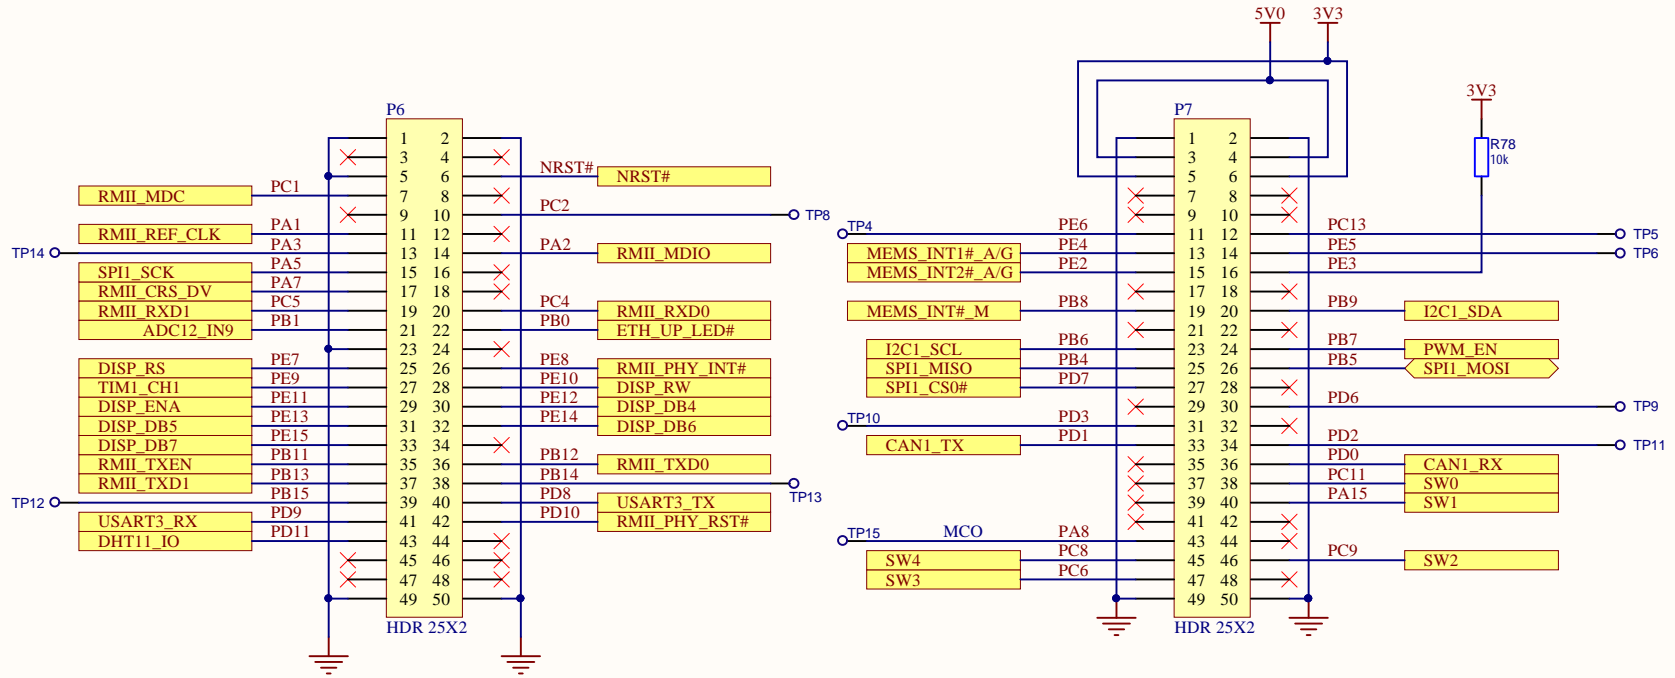 5V0 3V3
3V3
P6 P7
R78
10k
1 2 1 2
3 4 3 4
NRST# NRST# 5 6 5 6
RMII_MDC PC1 7 8 7 8
9 10 PC2 TP8 9 10
RMII_REF_CLK PA1 11 12 TP4 PE6 11 12 PC13 TP5
TP14 PA3 13 14 PA2 RMII_MDIO MEMS_INT1#_A/G PE4 13 14 PE5 TP6
SPI1_SCK PA5 15 16 MEMS_INT2#_A/G PE2 15 16 PE3
RMII_CRS_DV PA7 17 18 17 18
RMII_RXD1 PC5 19 20 PC4 RMII_RXD0 MEMS_INT#_M PB8 19 20 PB9 I2C1_SDA
ADC12_IN9 PB1 21 22 PB0 ETH_UP_LED# 21 22
23 24 I2C1_SCL PB6 23 24 PB7 PWM_EN
DISP_RS PE7 25 26 PE8 RMII_PHY_INT# SPI1_MISO PB4 25 26 PB5 SPI1_MOSI
TIM1_CH1 PE9 27 28 PE10 DISP_RW SPI1_CS0# PD7 27 28
DISP_ENA PE11 29 30 PE12 DISP_DB4 29 30 PD6 TP9
DISP_DB5 PE13 31 32 PE14 DISP_DB6 TP10 PD3 31 32
DISP_DB7 PE15 33 34 CAN1_TX PD1 33 34 PD2 TP11
RMII_TXEN PB11 35 36 PB12 RMII_TXD0 35 36 PD0 CAN1_RX
RMII_TXD1 PB13 37 38 PB14 TP13 37 38 PC11 SW0
TP12 PB15 39 40 PD8 USART3_TX 39 40 PA15 SW1
USART3_RX PD9 41 42 PD10 RMII_PHY_RST# 41 42
DHT11_IO PD11 43 44 TP15 MCO PA8 43 44
45 46 SW4 PC8 45 46 PC9 SW2
47 48 SW3 PC6 47 48
49 50 49 50
HDR 25X2 HDR 25X2